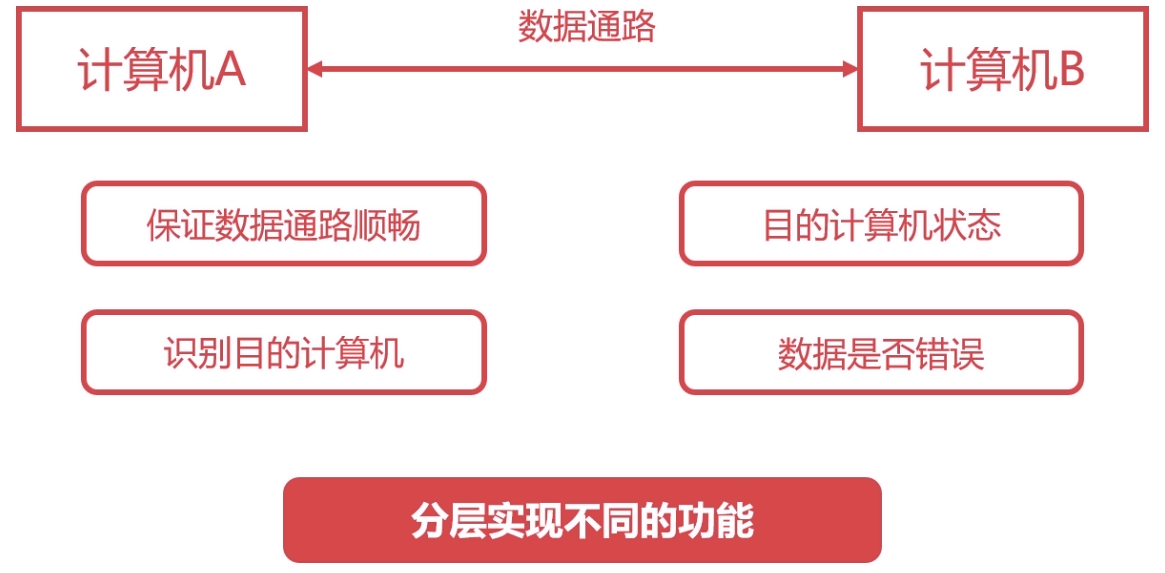 数据通路
计算机A
计算机B
保证数据通路顺畅
目的计算机状态
识别目的计算机
数据是否错误
分层实现不同的功能